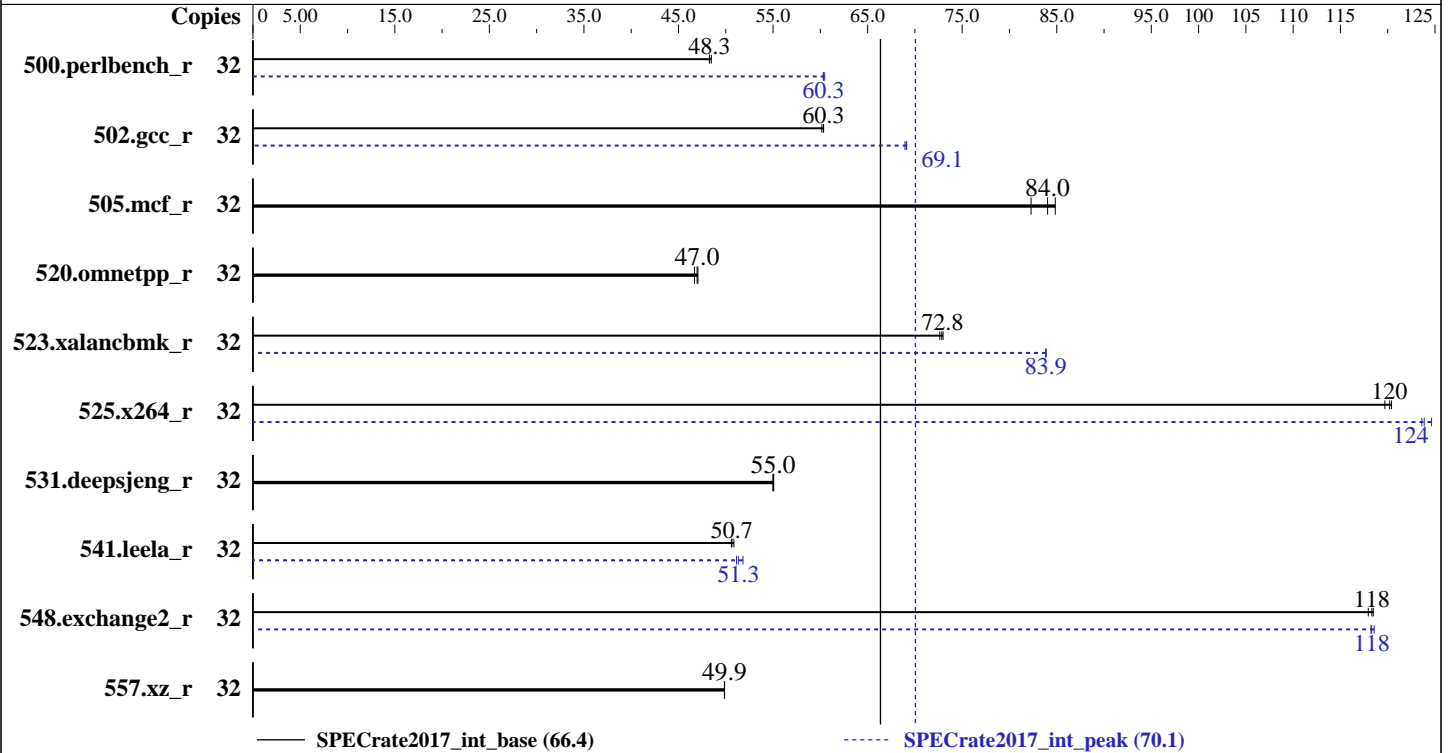 Copies 0 5.00 15.0 25.0 35.0 45.0 55.0 65.0 75.0 85.0 95.0 100 105 110 115 125
48.3
500.perlbench_r 32
60.3
60.3
502.gcc_r 32
69.1
84.0
505.mcf_r 32
47.0
520.omnetpp_r 32
72.8
523.xalancbmk_r 32
83.9
120
525.x264_r 32
124
55.0
531.deepsjeng_r 32
50.7
541.leela_r 32
51.3
118
548.exchange2_r 32
118
49.9
557.xz_r 32
SPECrate2017_int_base (66.4) SPECrate2017_int_peak (70.1)